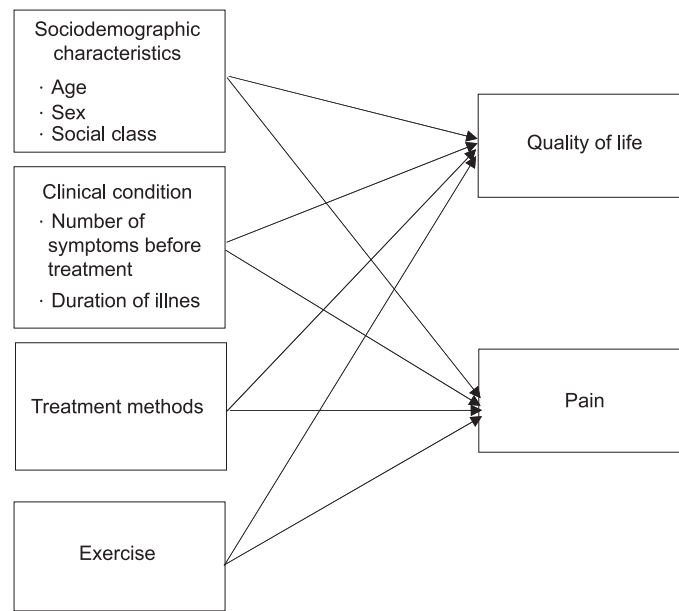 Sociodemographic
characteristics
· Age
· Sex
· Social class
Clinical condition
· Number of
symptoms before
treatment
· Duration of illnes
Treatment methods
Exercise
Quality of life
Pain